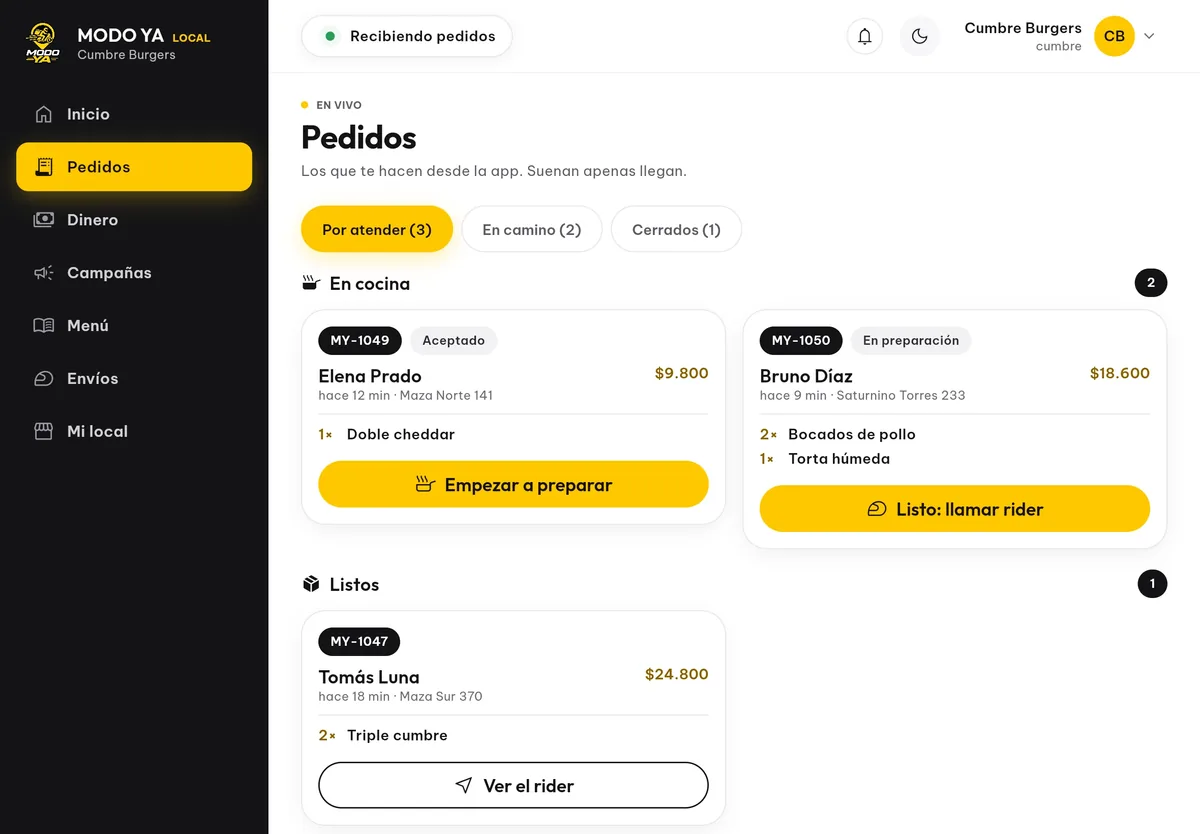 MODO YA
MODO YA LOCAL
Cumbre Burgers
Inicio
Pedidos
Dinero
Campañas
Menú
Envíos
Mi local
Recibiendo pedidos
Cumbre Burgers
cumbre
CB
EN VIVO
Pedidos
Los que te hacen desde la app. Suenan apenas llegan.
Por atender (3)
En camino (2)
Cerrados (1)
En cocina
2
MY-1049 Aceptado
Elena Prado $9.800
hace 12 min · Maza Norte 141
1× Doble cheddar
Empezar a preparar
MY-1050 En preparación
Bruno Díaz $18.600
hace 9 min · Saturnino Torres 233
2× Bocados de pollo
1× Torta húmeda
Listo: llamar rider
Listos
1
MY-1047
Tomás Luna $24.800
hace 18 min · Maza Sur 370
2× Triple cumbre
Ver el rider